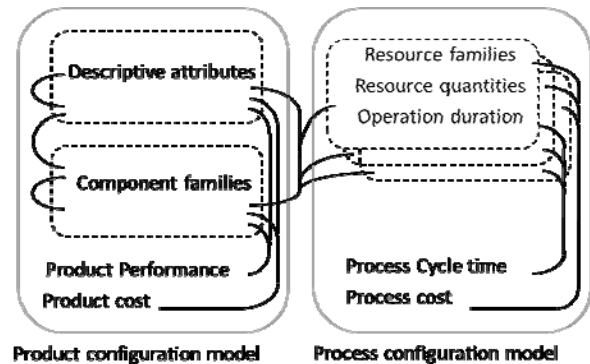 Descriptive attributes
Component families
Product Performance
Product cost
Product configuration model
Resource families
Resource quantities
Operation duration
Process Cycle time
Process cost
Process configuration model